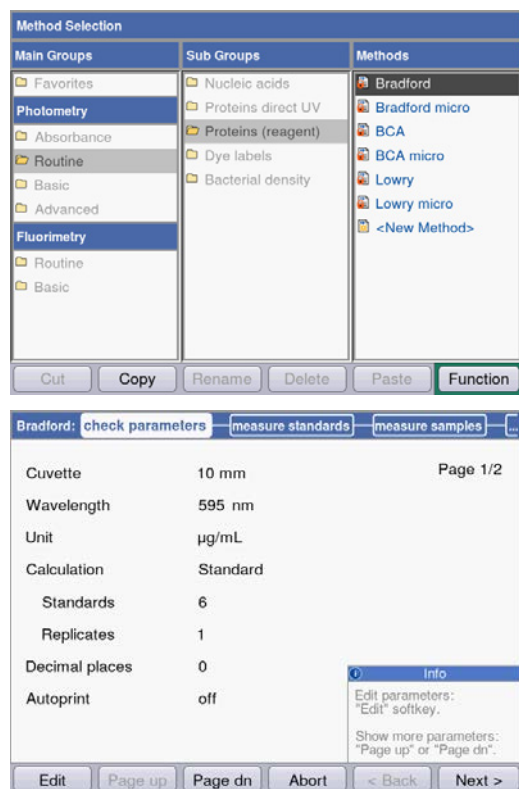 Method Selection
Main Groups Sub Groups Methods
Favorites Nucleic acids Bradford
Photometry Proteins direct UV Bradford micro
Absorbance Proteins (reagent) BCA
Routine Dye labels BCA micro
Basic Bacterial density Lowry
Advanced Lowry micro
Fluorimetry <New Method>
Routine
Basic
Cut Copy Rename Delete Paste Function
Bradford: check parameters measure standards measure samples ...
Cuvette 10 mm Page 1/2
Wavelength 595 nm
Unit µg/mL
Calculation Standard
Standards 6
Replicates 1
Decimal places 0
Autoprint off
Info
Edit parameters:
"Edit" softkey.
Show more parameters:
"Page up" or "Page dn".
Edit Page up Page dn Abort < Back Next >